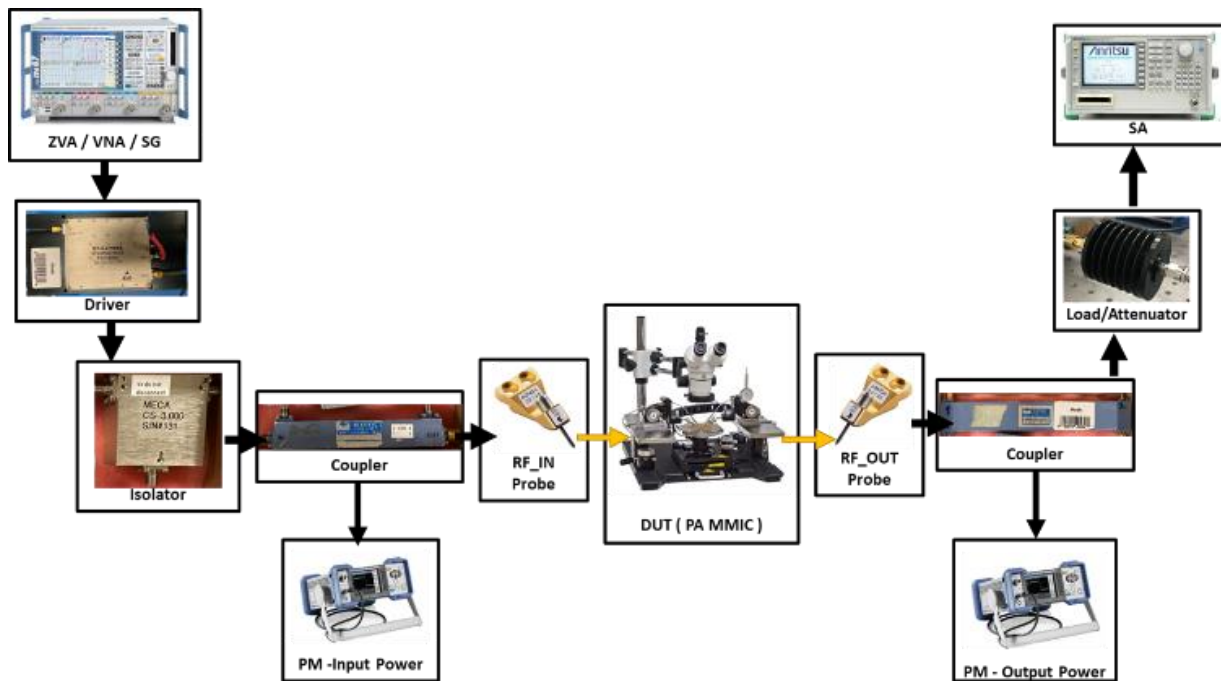 ZVA / VNA / SG
Driver
MECA
CS-3.000
Isolator
Coupler
PM -Input Power
RF_IN
Probe
DUT ( PA MMIC )
RF_OUT
Probe
Coupler
PM - Output Power
Load/Attenuator
Anritsu
SA